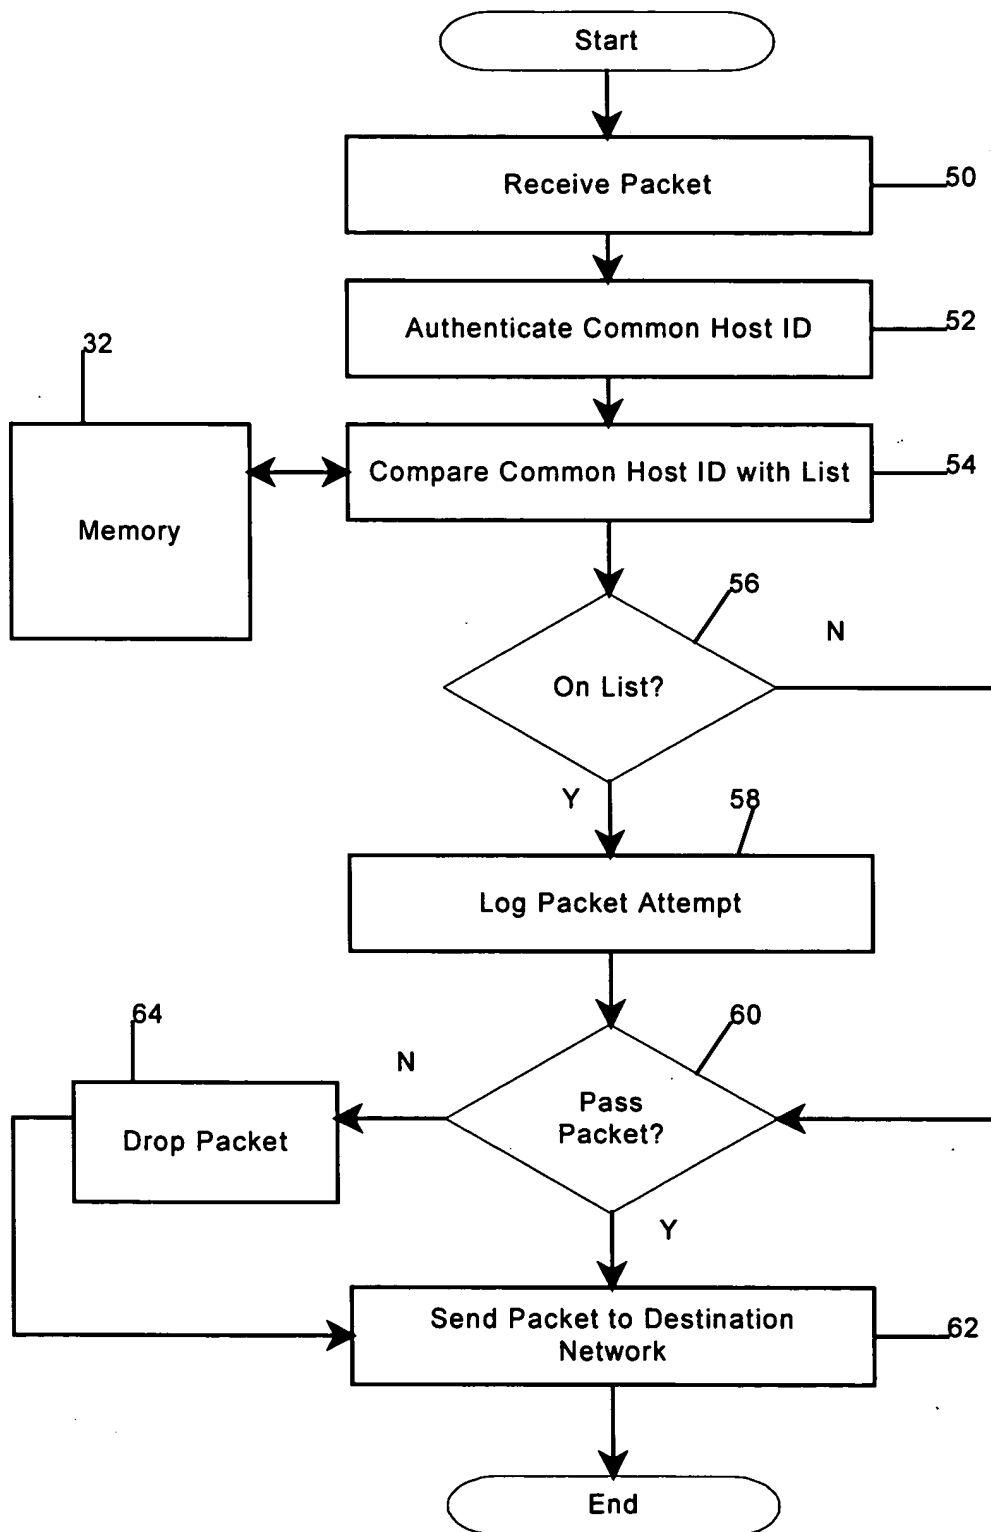 Start
Receive Packet
50
Authenticate Common Host ID
52
32
Memory
Compare Common Host ID with List
54
56
On List?
N
Y
58
Log Packet Attempt
64
60
N
Pass
Packet?
Drop Packet
Y
Send Packet to Destination
Network
62
End